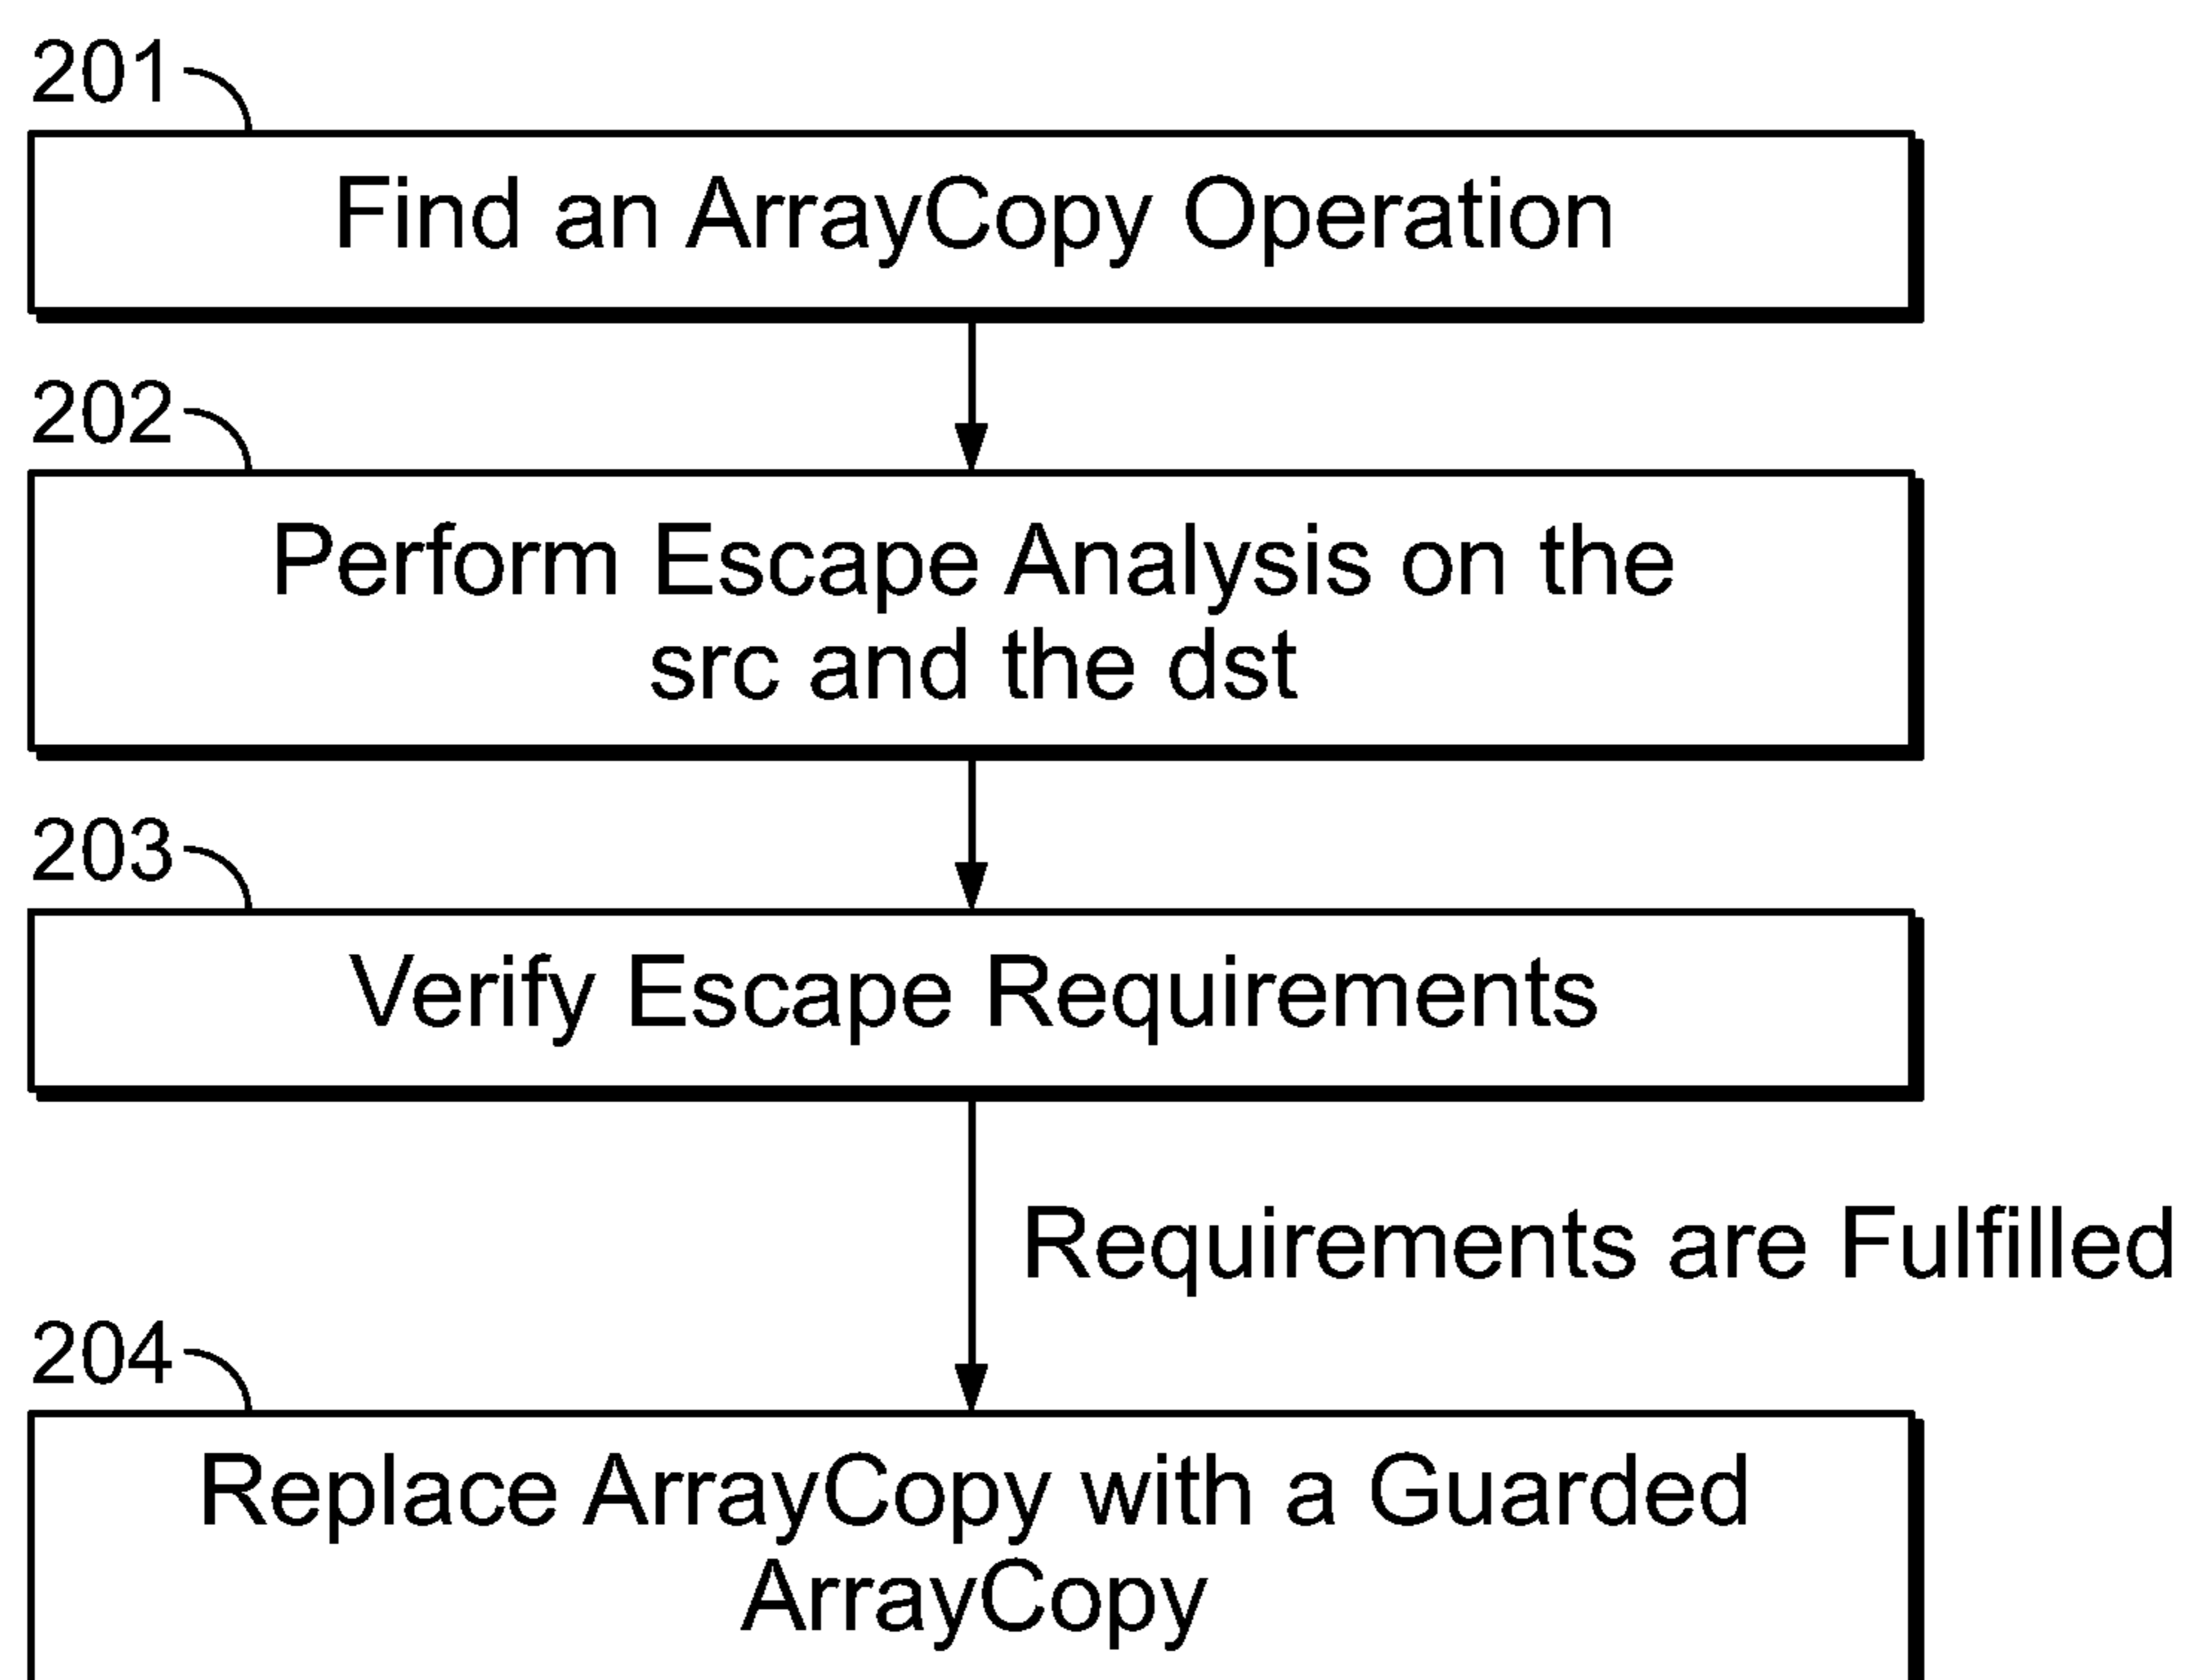 201
Find an ArrayCopy Operation
202
Perform Escape Analysis on the
src and the dst
203
Verify Escape Requirements
Requirements are Fulfilled
204
Replace ArrayCopy with a Guarded
ArrayCopy